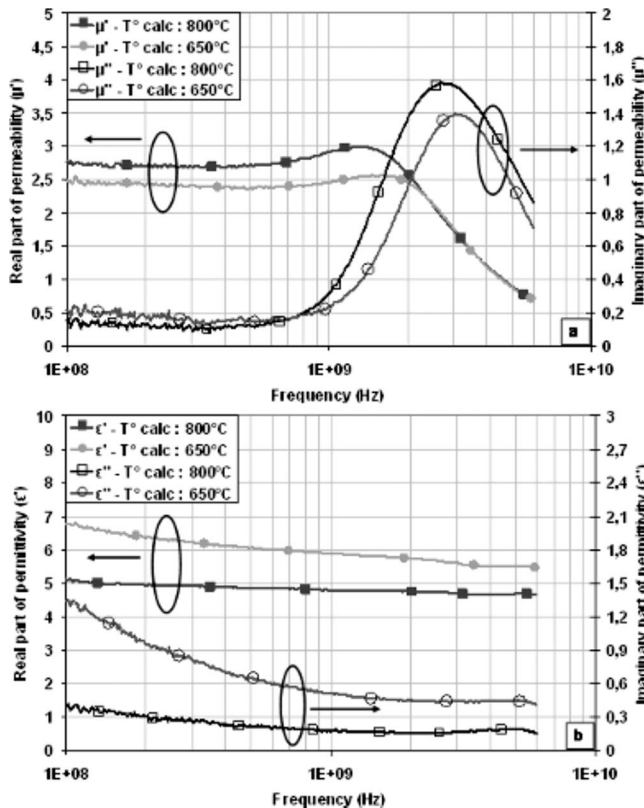 μ' - T° calc : 800°C
μ' - T° calc : 650°C
μ'' - T° calc : 800°C
μ'' - T° calc : 650°C
Real part of permeability (μ')
5
4,5
4
3,5
3
2,5
2
1,5
1
0,5
0
2
1,8
1,6
1,4
1,2
1
0,8
0,6
0,4
0,2
0
Imaginary part of permeability (μ'')
a
1E+08
1E+09
1E+10
Frequency (Hz)
ε' - T° calc : 800°C
ε' - T° calc : 650°C
ε'' - T° calc : 800°C
ε'' - T° calc : 650°C
Real part of permittivity (ε')
10
9
8
7
6
5
4
3
2
1
0
3
2,7
2,4
2,1
1,8
1,5
1,2
0,9
0,6
0,3
0
Imaginary part of permittivity (ε'')
b
1E+08
1E+09
1E+10
Frequency (Hz)